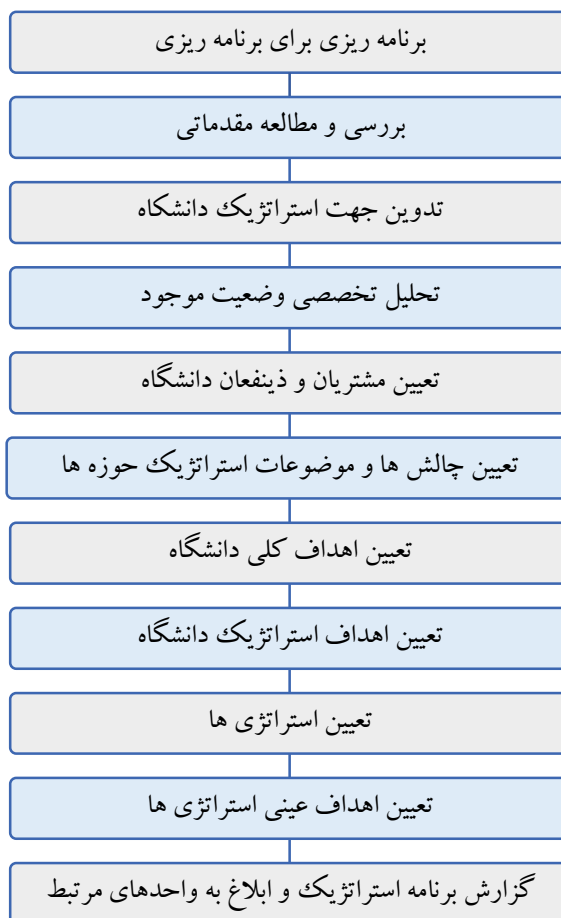 برنامه ریزی برای برنامه ریزی
بررسی و مطالعه مقدماتی
تدوین جهت استراتژیک دانشکاه
تحلیل تخصصی وضعیت موجود
تعیین مشتریان و ذینفعان دانشگاه
تعیین چالش ها و موضوعات استراتژیک حوزه ها
تعیین اهداف کلی دانشگاه
تعیین اهداف استراتژیک دانشگاه
تعیین استراتژی ها
تعیین اهداف عینی استراتژی ها
گزارش برنامه استراتژیک و ابلاغ به واحدهای مرتبط